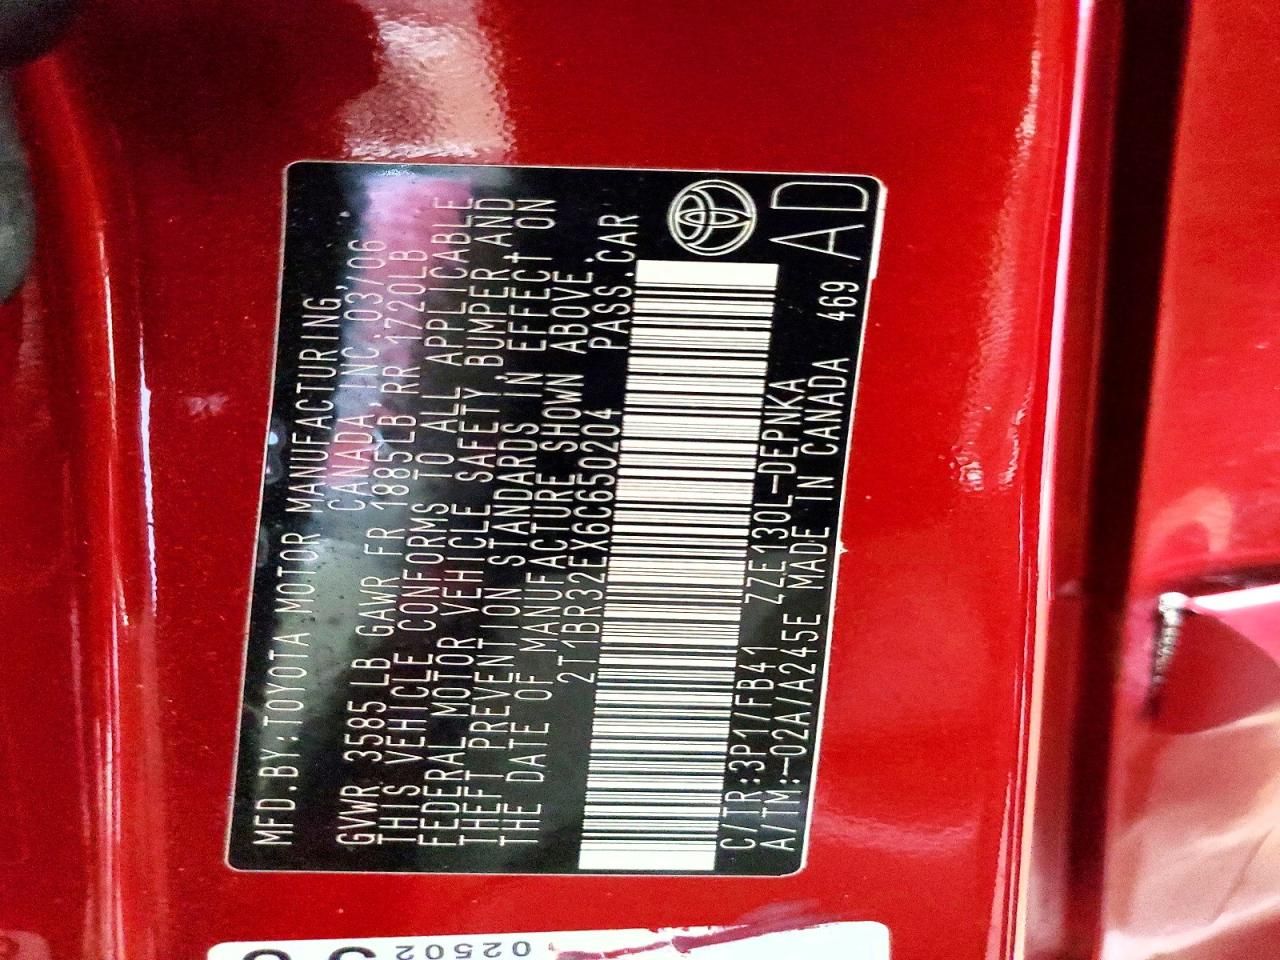 MFD.BY:TOYOTA MOTOR MANUFACTURING,
CANADA, INC. 03/06
GVWR 3585LB GAWR FR 1885LB RR 1720LB
THIS VEHICLE CONFORMS TO ALL APPLICABLE
FEDERAL MOTOR VEHICLE SAFETY, BUMPER, AND
THEFT PREVENTION STANDARDS IN EFFECT ON
THE DATE OF MANUFACTURE SHOWN ABOVE.
2T1BR32EX6C650204 PASS.CAR
C/TR:3P1/FB41 ZZE130L-DEPNKA
A/TM:-02A/A245E MADE IN CANADA 469 AD
02502